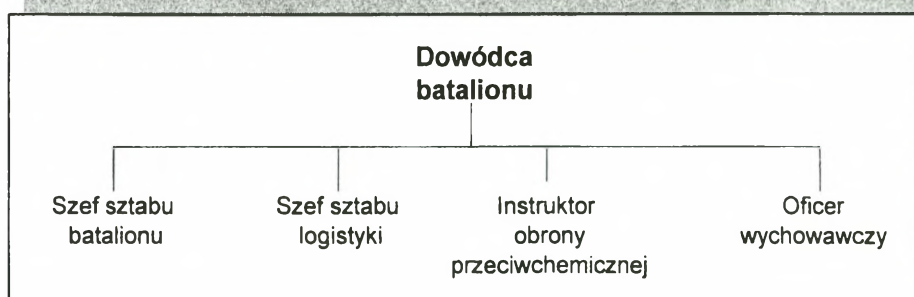 Dowódca
batalionu
Szef sztabu
batalionu
Szef sztabu
logistyki
Instruktor
obrony
przeciwchemicznej
Oficer
wychowawczy